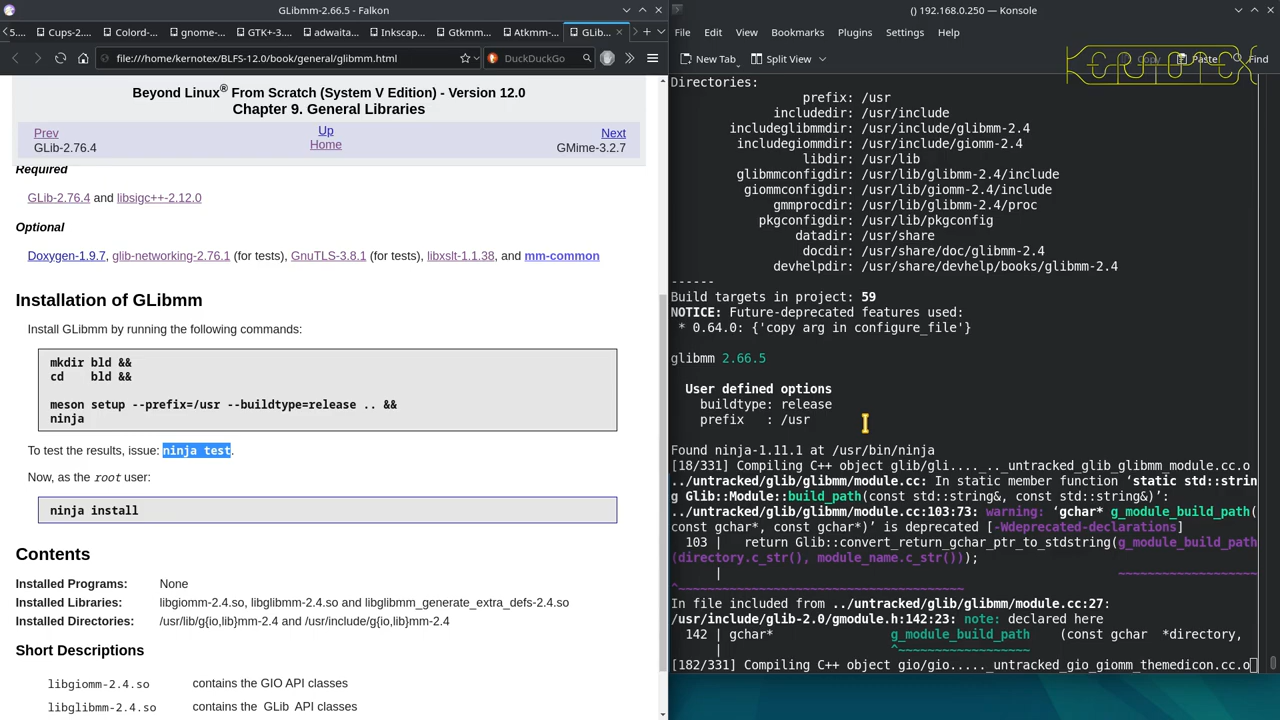 GLibmm-2.66.5 - Falkon
5....
Cups-2....
Colord-...
gnome-...
GTK+-3....
adwaita...
Inkscap...
Gtkmm...
Atkmm-...
GLib...
file:///home/kernotex/BLFS-12.0/book/general/glibmm.html
DuckDuckGo
Beyond Linux® From Scratch (System V Edition) - Version 12.0
Chapter 9. General Libraries
Prev
Up
Next
GLib-2.76.4
Home
GMime-3.2.7
Required
GLib-2.76.4 and libsigc++-2.12.0
Optional
Doxygen-1.9.7, glib-networking-2.76.1 (for tests), GnuTLS-3.8.1 (for tests), libxslt-1.1.38, and mm-common
Installation of GLibmm
Install GLibmm by running the following commands:
mkdir bld &&
cd    bld &&
meson setup --prefix=/usr --buildtype=release .. &&
ninja
To test the results, issue: ninja test.
Now, as the root user:
ninja install
Contents
Installed Programs: None
Installed Libraries: libgiomm-2.4.so, libglibmm-2.4.so and libglibmm_generate_extra_defs-2.4.so
Installed Directories: /usr/lib/g{io,lib}mm-2.4 and /usr/include/g{io,lib}mm-2.4
Short Descriptions
libgiomm-2.4.so contains the GIO API classes
libglibmm-2.4.so contains the GLib API classes
() 192.168.0.250 — Konsole
File Edit View Bookmarks Plugins Settings Help
New Tab Split View Copy Paste Find
KERNOTEX
Directories:
prefix: /usr
includedir: /usr/include
includeglibmmdir: /usr/include/glibmm-2.4
includegiommdir: /usr/include/giomm-2.4
libdir: /usr/lib
glibmmconfigdir: /usr/lib/glibmm-2.4/include
giommconfigdir: /usr/lib/giomm-2.4/include
gmmprocdir: /usr/lib/glibmm-2.4/proc
pkgconfigdir: /usr/lib/pkgconfig
datadir: /usr/share
docdir: /usr/share/doc/glibmm-2.4
devhelpdir: /usr/share/devhelp/books/glibmm-2.4
------
Build targets in project: 59
NOTICE: Future-deprecated features used:
* 0.64.0: {'copy arg in configure_file'}
glibmm 2.66.5
User defined options
buildtype: release
prefix   : /usr
Found ninja-1.11.1 at /usr/bin/ninja
[18/331] Compiling C++ object glib/gli...._.._untracked_glib_glibmm_module.cc.o
../untracked/glib/glibmm/module.cc: In static member function ‘static std::strin
g Glib::Module::build_path(const std::string&, const std::string&)’:
../untracked/glib/glibmm/module.cc:103:73: warning: ‘gchar* g_module_build_path(
const gchar*, const gchar*)’ is deprecated [-Wdeprecated-declarations]
103 |   return Glib::convert_return_gchar_ptr_to_stdstring(g_module_build_path
(directory.c_str(), module_name.c_str()));
|                                                      ~~~~~~~~~~~~~~~~~~
^~~~~~~~~~~~~~~~~~~~~~~~~~~~~~~~~~~~~~
In file included from ../untracked/glib/glibmm/module.cc:27:
/usr/include/glib-2.0/gmodule.h:142:23: note: declared here
142 | gchar*                g_module_build_path    (const gchar  *directory,
|                       ^~~~~~~~~~~~~~~~~~~
[182/331] Compiling C++ object gio/gio....._untracked_gio_giomm_themedicon.cc.o